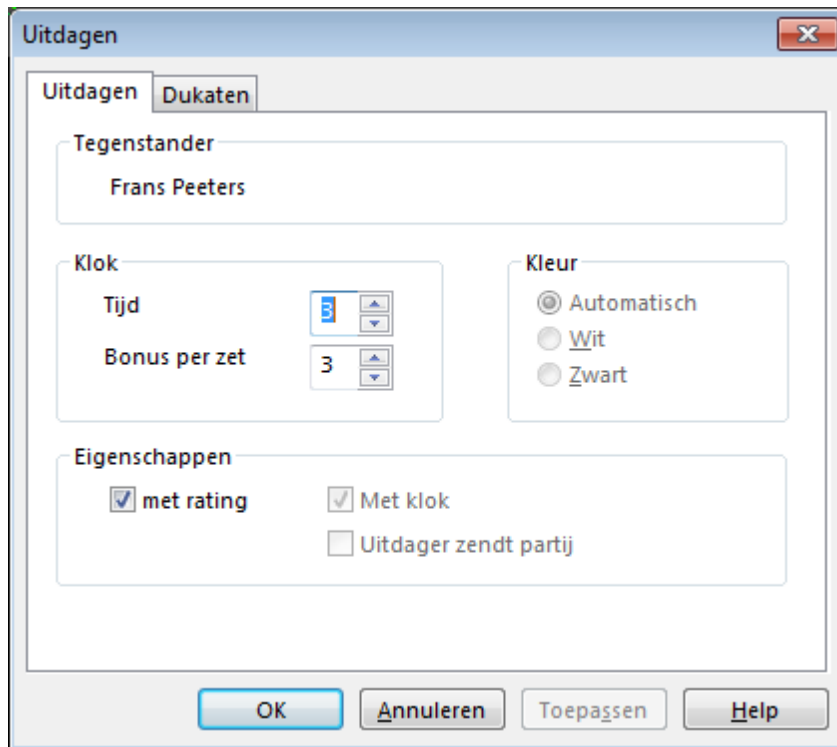 Uitdagen
Uitdagen Dukaten
Tegenstander
Frans Peeters
Klok
Tijd 3
Bonus per zet 3
Kleur
Automatisch
Wit
Zwart
Eigenschappen
met rating Met klok
Uitdager zendt partij
OK Annuleren Toepassen Help